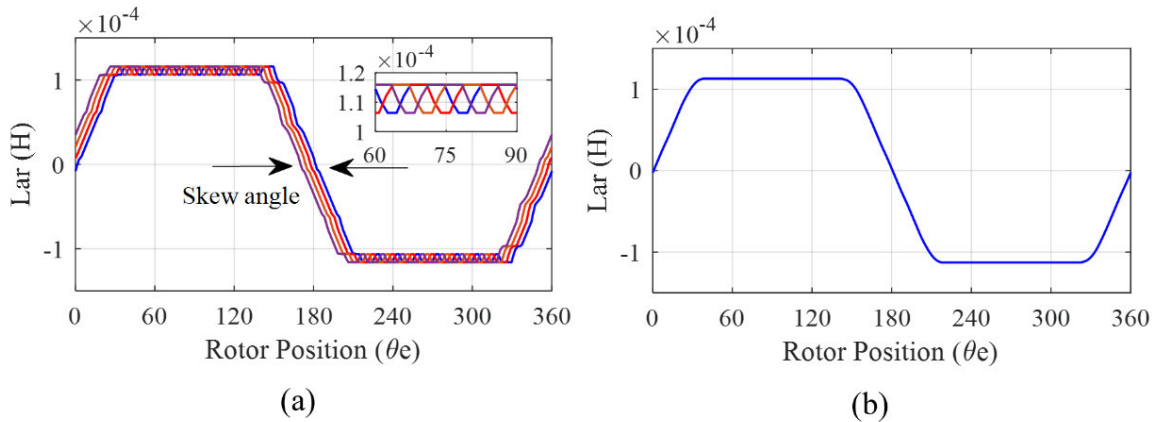 (a)
×10⁻⁴
Lar (H)
1
0
-1
×10⁻⁴
1.2
1.1
1
60 75 90
Skew angle
0 60 120 180 240 300 360
Rotor Position (θe)
(a)
×10⁻⁴
Lar (H)
1
0
-1
0 60 120 180 240 300 360
Rotor Position (θe)
(b)